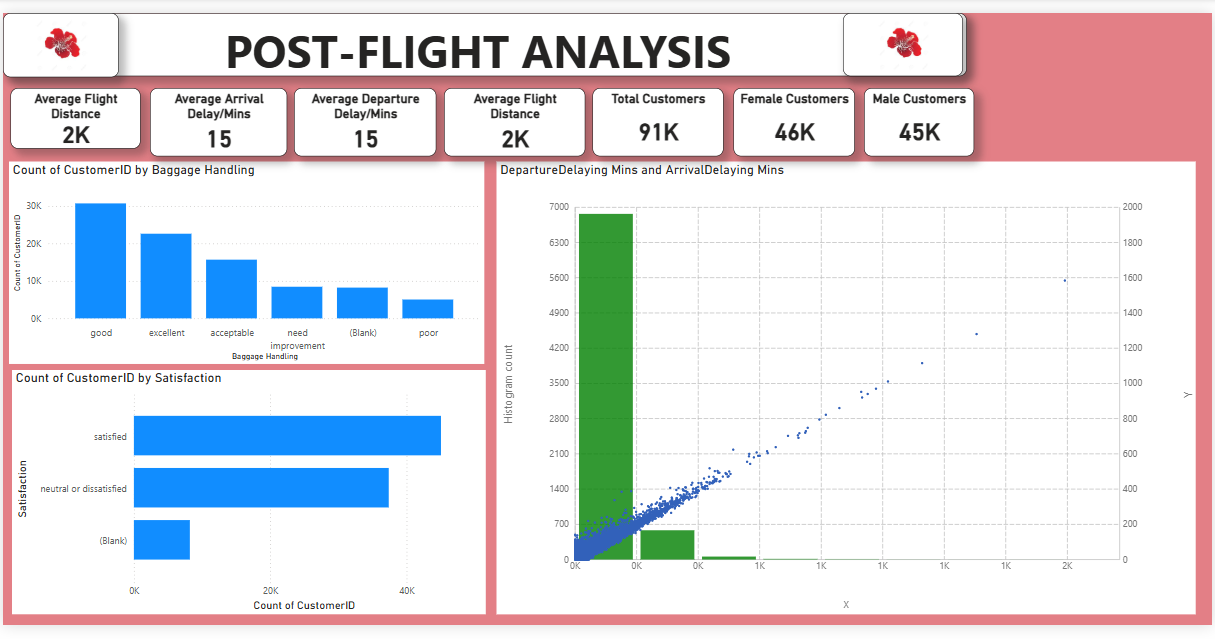 POST-FLIGHT ANALYSIS
Average Flight
Distance
2K
Average Arrival
Delay/Mins
15
Average Departure
Delay/Mins
15
Average Flight
Distance
2K
Total Customers
91K
Female Customers
46K
Male Customers
45K
Count of CustomerID by Baggage Handling
Count of CustomerID
30K
20K
10K
0K
good
excellent
acceptable
need
improvement
(Blank)
poor
Baggage Handling
Count of CustomerID by Satisfaction
Satisfaction
satisfied
neutral or dissatisfied
(Blank)
0K
20K
40K
Count of CustomerID
DepartureDelaying Mins and ArrivalDelaying Mins
Histogram count
7000
6300
5600
4900
4200
3500
2800
2100
1400
700
0
2000
1800
1600
1400
1200
1000
800
600
400
200
0
Y
0K
0K
0K
1K
1K
1K
1K
1K
2K
X